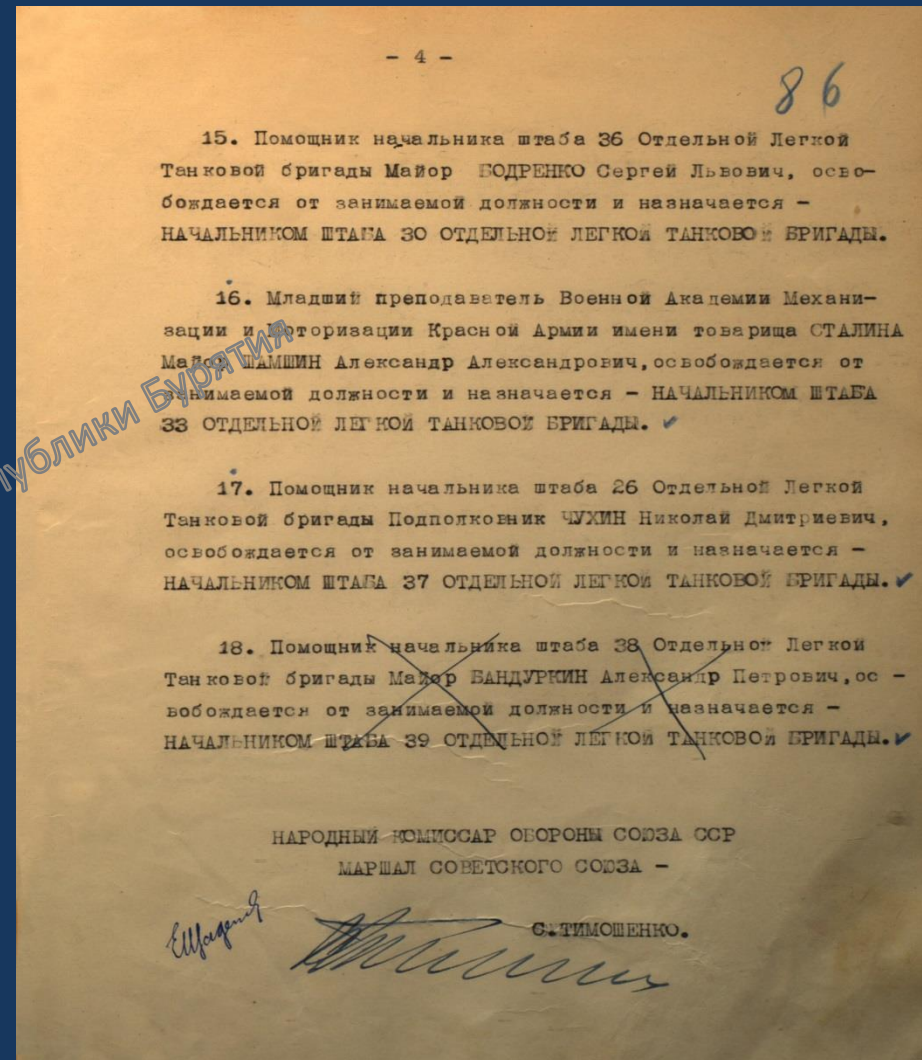 - 4 -
86
15. Помощник начальника штаба 36 Отдельной Легкой
Танковой бригады Майор БОДРЕНКО Сергей Львович, осво-
бождается от занимаемой должности и назначается -
НАЧАЛЬНИКОМ ШТАБА 30 ОТДЕЛЬНОЙ ЛЕГКОЙ ТАНКОВОЙ БРИГАДЫ.
16. Младший преподаватель Военной Академии Механи-
зации и Моторизации Красной Армии имени товарища СТАЛИНА
Майор ШАМШИН Александр Александрович, освобождается от
занимаемой должности и назначается - НАЧАЛЬНИКОМ ШТАБА
33 ОТДЕЛЬНОЙ ЛЕГКОЙ ТАНКОВОЙ БРИГАДЫ. ✓
публики Бурятия
17. Помощник начальника штаба 26 Отдельной Легкой
Танковой бригады Подполковник ЧУХИН Николай Дмитриевич,
освобождается от занимаемой должности и назначается -
НАЧАЛЬНИКОМ ШТАБА 37 ОТДЕЛЬНОЙ ЛЕГКОЙ ТАНКОВОЙ БРИГАДЫ. ✓
18. Помощник начальника штаба 38 Отдельной Легкой
Танковой бригады Майор БАНДУРКИН Александр Петрович, ос -
вобождается от занимаемой должности и назначается -
НАЧАЛЬНИКОМ ШТАБА 39 ОТДЕЛЬНОЙ ЛЕГКОЙ ТАНКОВОЙ БРИГАДЫ. ✓
НАРОДНЫЙ КОМИССАР ОБОРОНЫ СОЮЗА ССР
МАРШАЛ СОВЕТСКОГО СОЮЗА -
С.ТИМОШЕНКО.